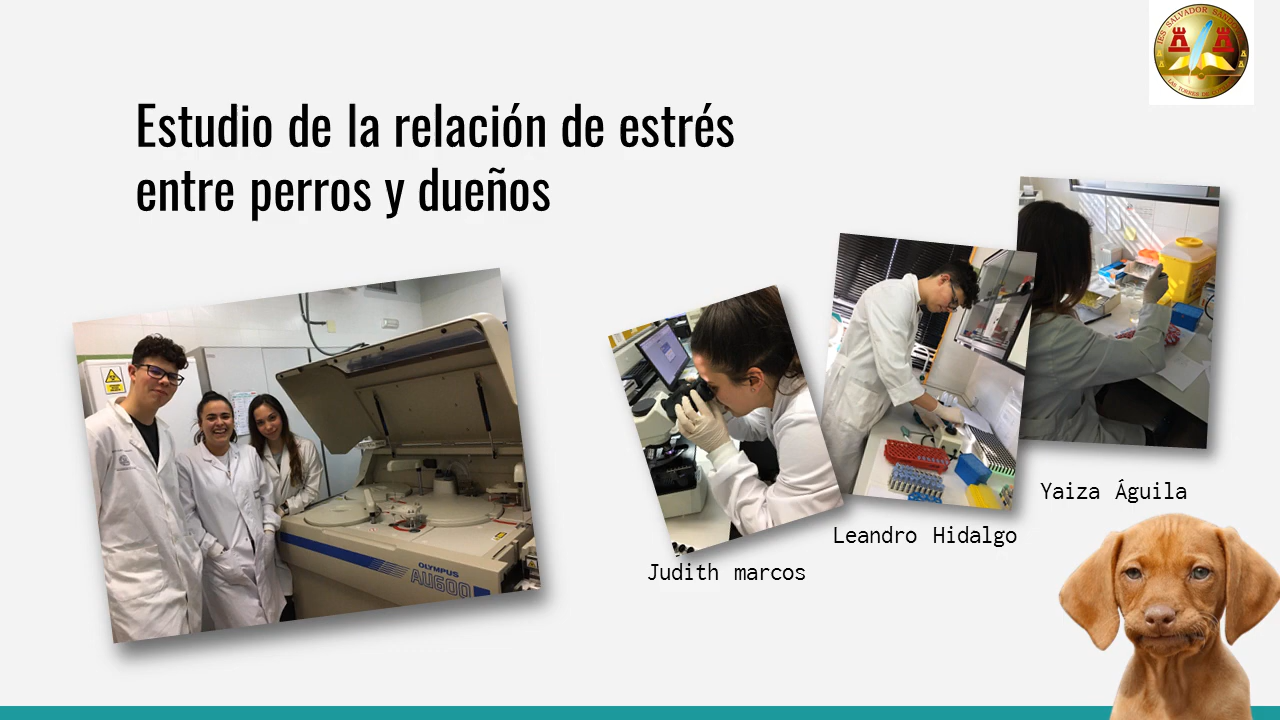 IES SALVADOR SANDOVAL
Estudio de la relación de estrés
entre perros y dueños
OLYMPUS
AU600
Judith marcos
Leandro Hidalgo
Yaiza Águila